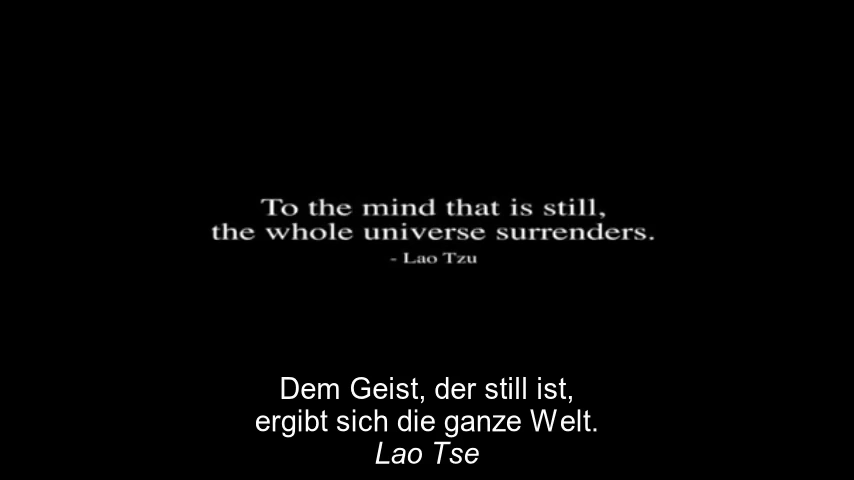 To the mind that is still,
the whole universe surrenders.
- Lao Tzu
Dem Geist, der still ist,
ergibt sich die ganze Welt.
Lao Tse